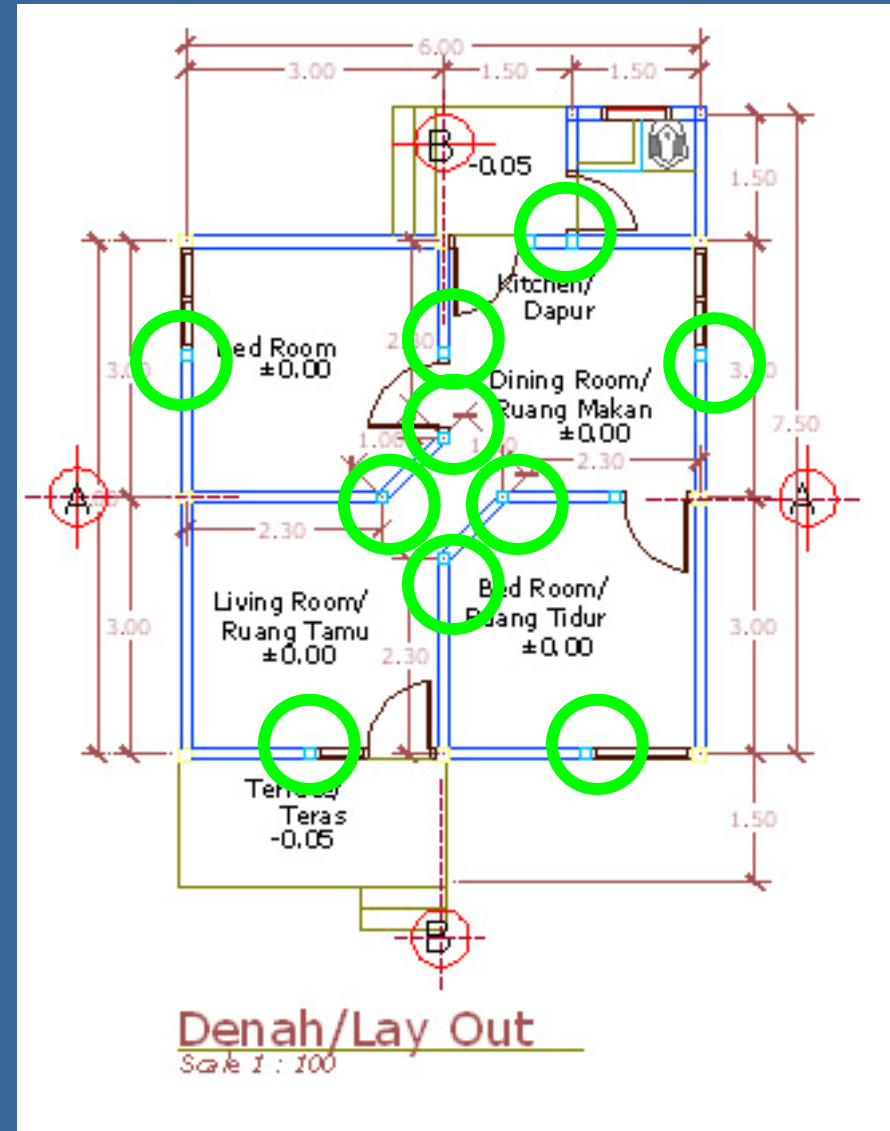 6.00
3.00
1.50
1.50
B
-0.05
1.50
Kitchen/
Dapur
2.30
Bed Room
±0.00
3.00
3.00
Dining Room/
Ruang Makan
±0.00
7.50
1.00
2.30
A
A
2.30
Living Room/
Ruang Tamu
±0.00
Bed Room/
Ruang Tidur
±0.00
3.00
3.00
2.30
Teras
-0.05
1.50
B
Denah/Lay Out
Scale 1 : 100